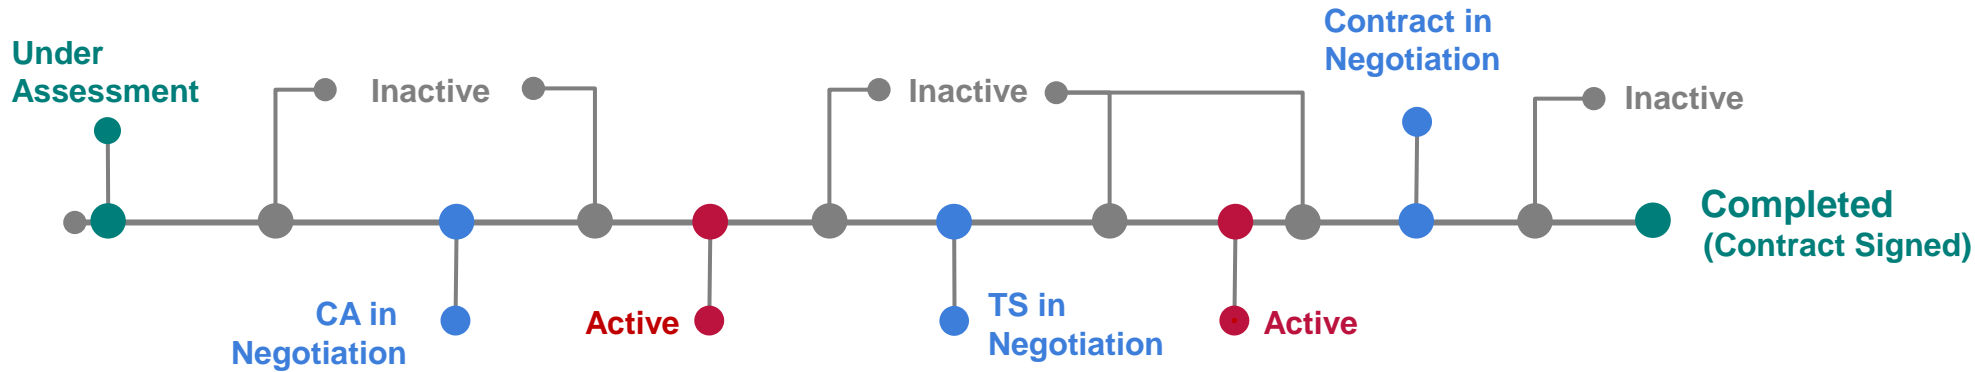 Under
Assessment
Inactive
CA in
Negotiation
Active
Inactive
TS in
Negotiation
Active
Contract in
Negotiation
Inactive
Completed
(Contract Signed)